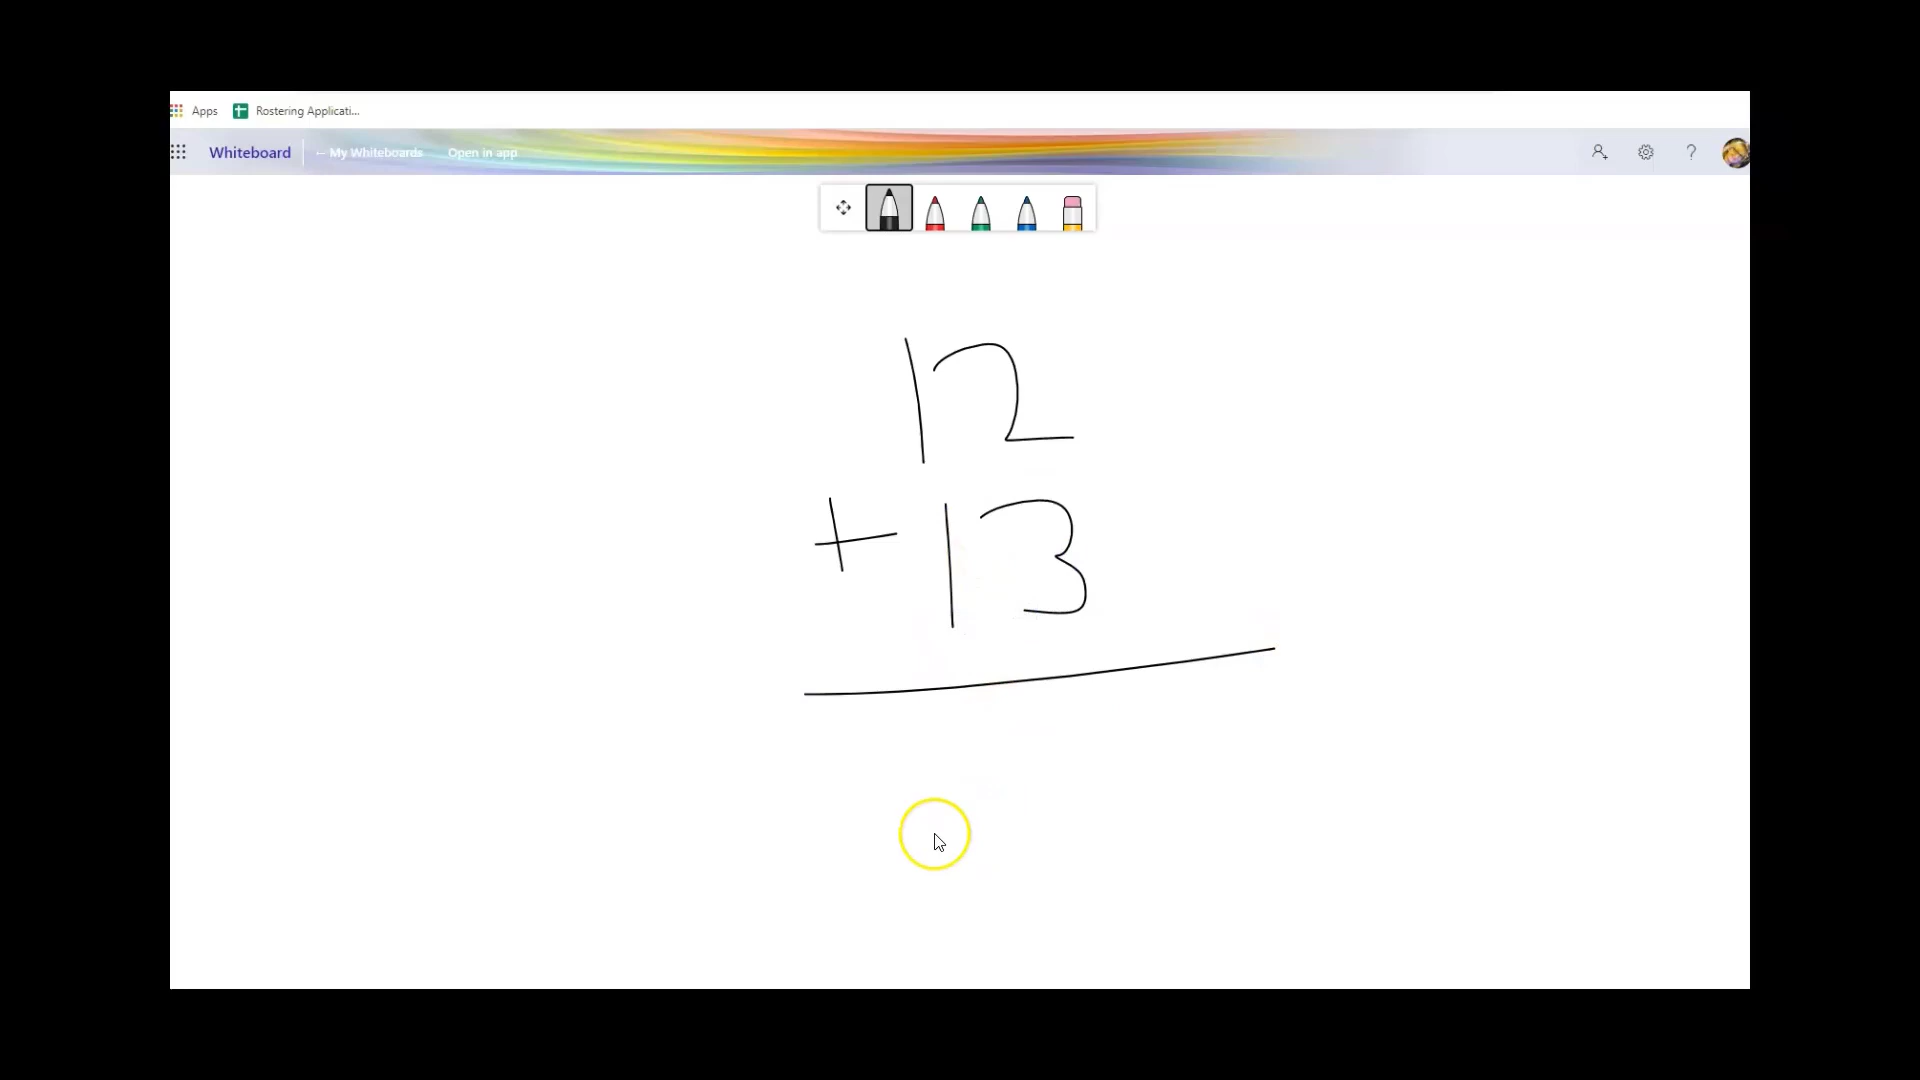 Apps Rostering Applicati...
Whiteboard ← My Whiteboards Open in app ?
12
+ 13